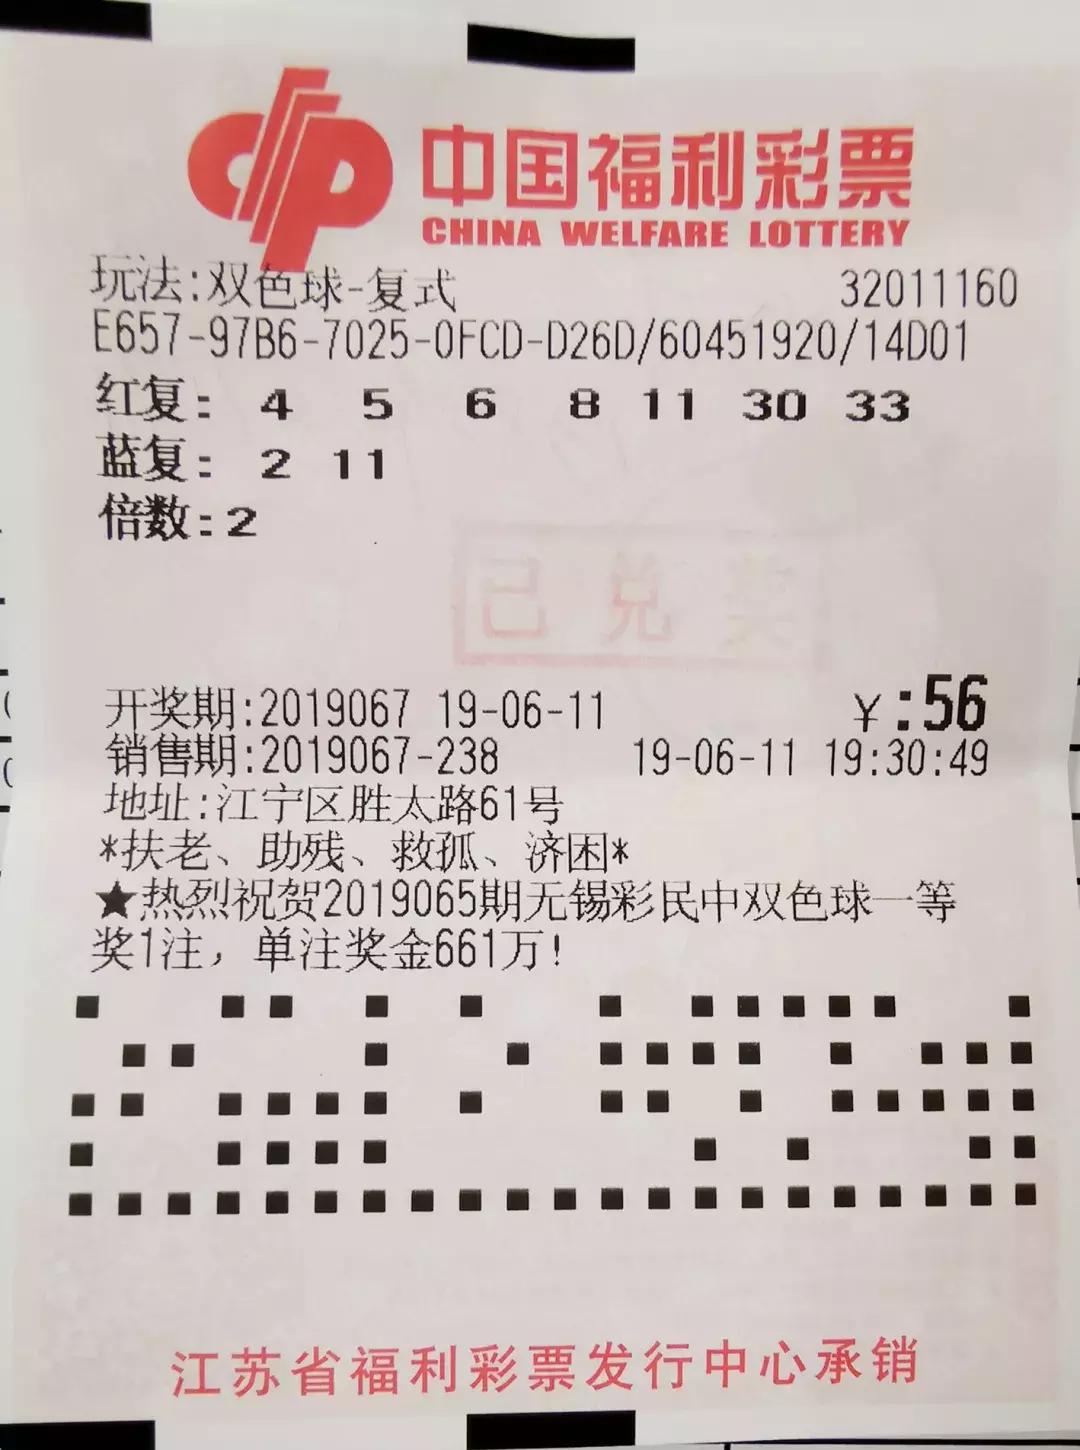 中国福利彩票
CHINA WELFARE LOTTERY
玩法:双色球-复式 32011160
E657-97B6-7025-0FCD-D26D/60451920/14D01
红复: 4 5 6 8 11 30 33
蓝复: 2 11
倍数:2
已兑奖
开奖期:2019067 19-06-11 ¥:56
销售期:2019067-238 19-06-11 19:30:49
地址:江宁区胜太路61号
*扶老、助残、救孤、济困*
★热烈祝贺2019065期无锡彩民中双色球一等
奖1注，单注奖金661万!
江苏省福利彩票发行中心承销